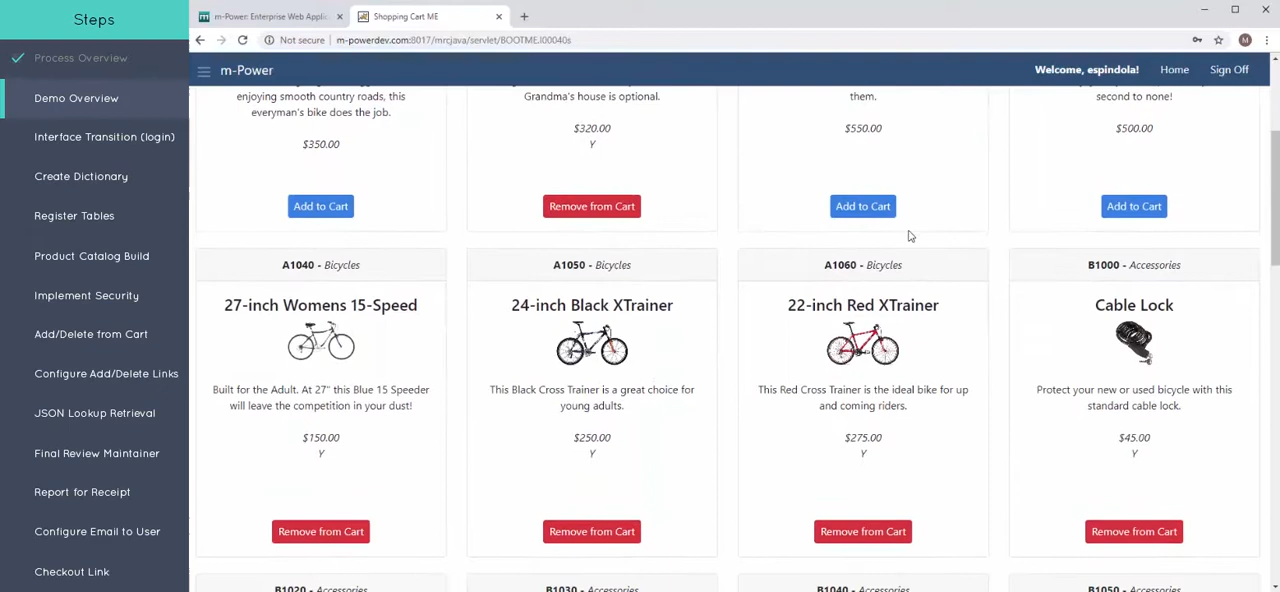 Steps
Process Overview
Demo Overview
Interface Transition (login)
Create Dictionary
Register Tables
Product Catalog Build
Implement Security
Add/Delete from Cart
Configure Add/Delete Links
JSON Lookup Retrieval
Final Review Maintainer
Report for Receipt
Configure Email to User
Checkout Link
m-Power: Enterprise Web Applic
Shopping Cart ME
Not secure
m-powerdev.com:8017/mrcjava/servlet/BOOTME.I00040s
M
m-Power
Welcome, espindola!
Home
Sign Off
enjoying smooth country roads, this
everyman's bike does the job.
$350.00
Add to Cart
Grandma's house is optional.
$320.00
Y
Remove from Cart
them.
$550.00
Add to Cart
second to none!
$500.00
Add to Cart
A1040 - Bicycles
27-inch Womens 15-Speed
Built for the Adult. At 27" this Blue 15 Speeder
will leave the competition in your dust!
$150.00
Y
Remove from Cart
A1050 - Bicycles
24-inch Black XTrainer
This Black Cross Trainer is a great choice for
young adults.
$250.00
Y
Remove from Cart
A1060 - Bicycles
22-inch Red XTrainer
This Red Cross Trainer is the ideal bike for up
and coming riders.
$275.00
Y
Remove from Cart
B1000 - Accessories
Cable Lock
Protect your new or used bicycle with this
standard cable lock.
$45.00
Y
Remove from Cart
B1020 - Accessories
B1030 - Accessories
B1040 - Accessories
B1050 - Accessories